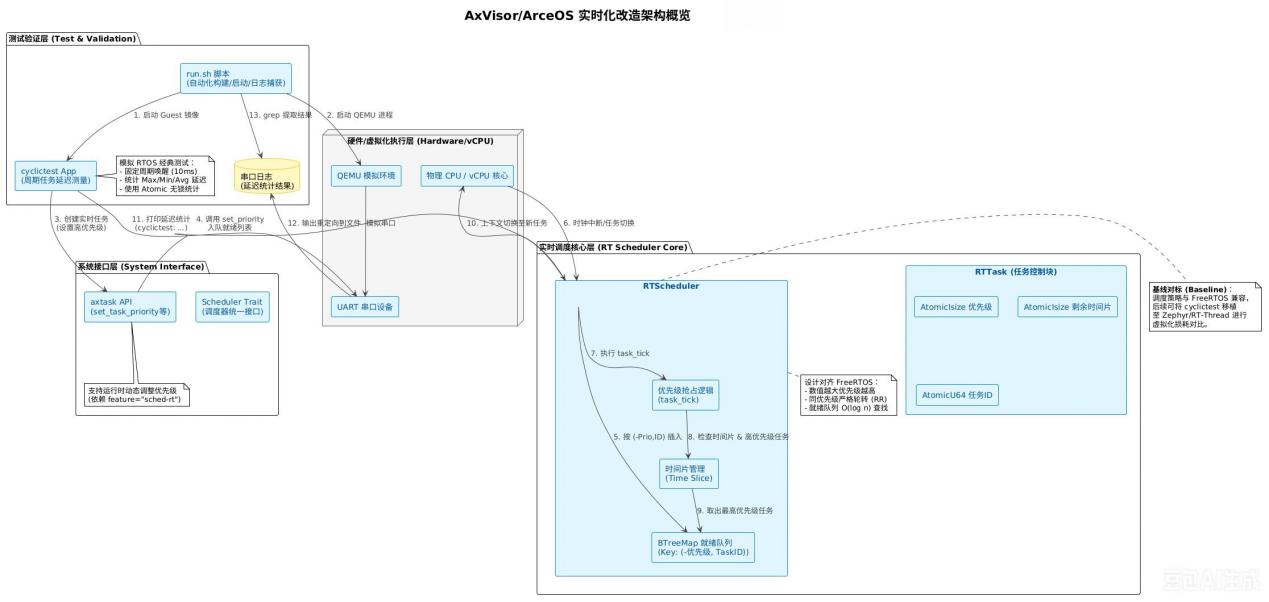 AxVisor/ArceOS 实时化改造架构概览
测试验证层 (Test & Validation)
run.sh 脚本
(自动化构建/启动/日志捕获)
1. 启动 Guest 镜像
13. grep 提取结果
2. 启动 QEMU 进程
cyclictest App
(周期任务延迟测量)
模拟 RTOS 经典测试：
- 固定周期唤醒 (10ms)
- 统计 Max/Min/Avg 延迟
- 使用 Atomic 无锁统计
串口日志
(延迟统计结果)
硬件/虚拟化执行层 (Hardware/vCPU)
QEMU 模拟环境
物理 CPU / vCPU 核心
3. 创建实时任务
(设置高优先级)
11. 打印延迟统计
(cyclictest: ...)
4. 调用 set_priority
入队就绪列表
12. 输出重定向到文件
模拟串口
10. 上下文切换至新任务
6. 时钟中断/任务切换
系统接口层 (System Interface)
axtask API
(set_task_priority等)
Scheduler Trait
(调度器统一接口)
支持运行时动态调整优先级
(依赖 feature="sched-rt")
UART 串口设备
实时调度核心层 (RT Scheduler Core)
RTScheduler
7. 执行 task_tick
优先级抢占逻辑
(task_tick)
5. 按 (-Prio,ID) 插入
8. 检查时间片 & 高优先级任务
时间片管理
(Time Slice)
9. 取出最高优先级任务
BTreeMap 就绪队列
(Key: (-优先级, TaskID))
设计对齐 FreeRTOS：
- 数值越大优先级越高
- 同优先级严格轮转 (RR)
- 就绪队列 O(log n) 查找
RTTask (任务控制块)
AtomicIsize 优先级
AtomicIsize 剩余时间片
AtomicU64 任务ID
基线对标 (Baseline)：
调度策略与 FreeRTOS 兼容，
后续可将 cyclictest 移植
至 Zephyr/RT-Thread 进行
虚拟化损耗对比。
豆包AI生成